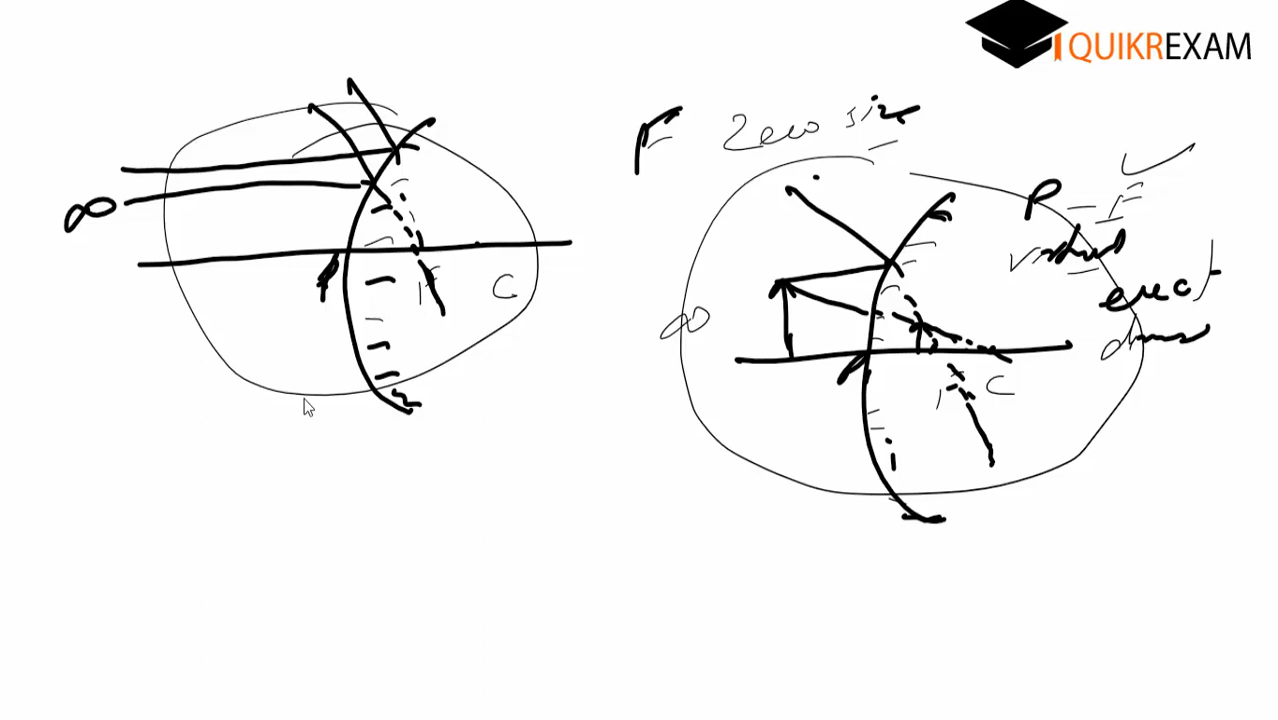 QUIKREXAM
F Zero size
∞
P F C
P F
virtual
erect
∞
P F C